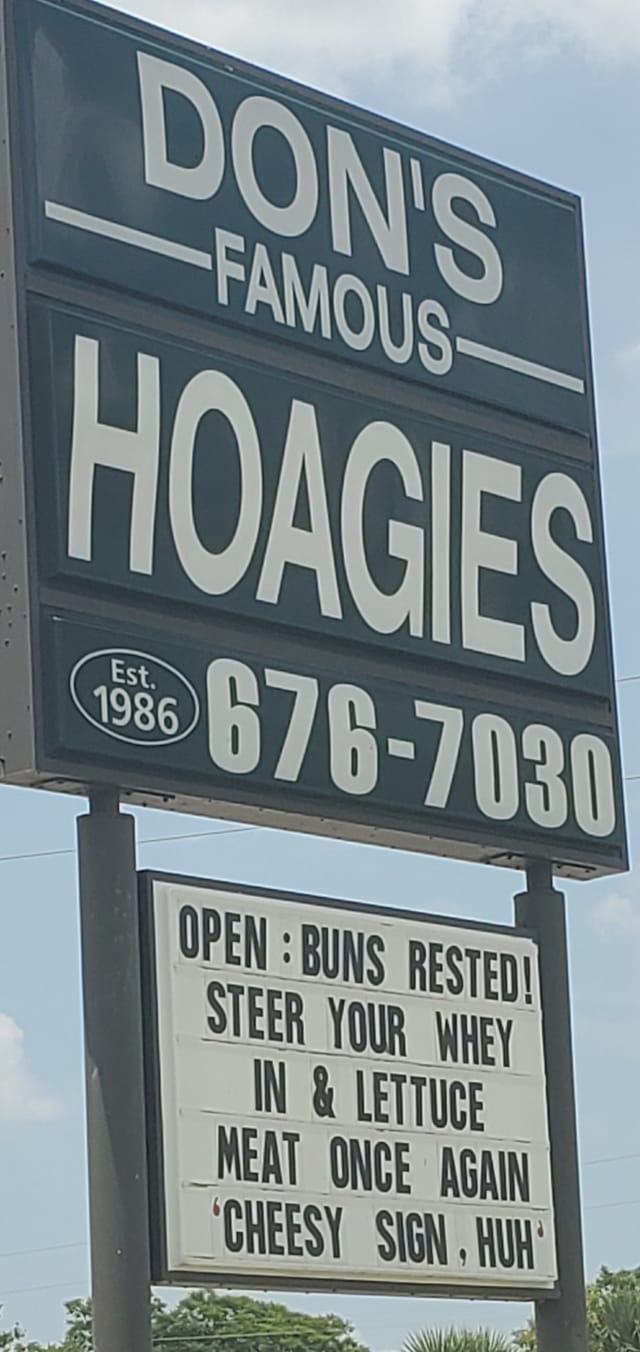 DON'S
FAMOUS
HOAGIES
Est.
1986
676-7030
OPEN : BUNS RESTED!
STEER YOUR WHEY
IN & LETTUCE
MEAT ONCE AGAIN
'CHEESY SIGN, HUH'